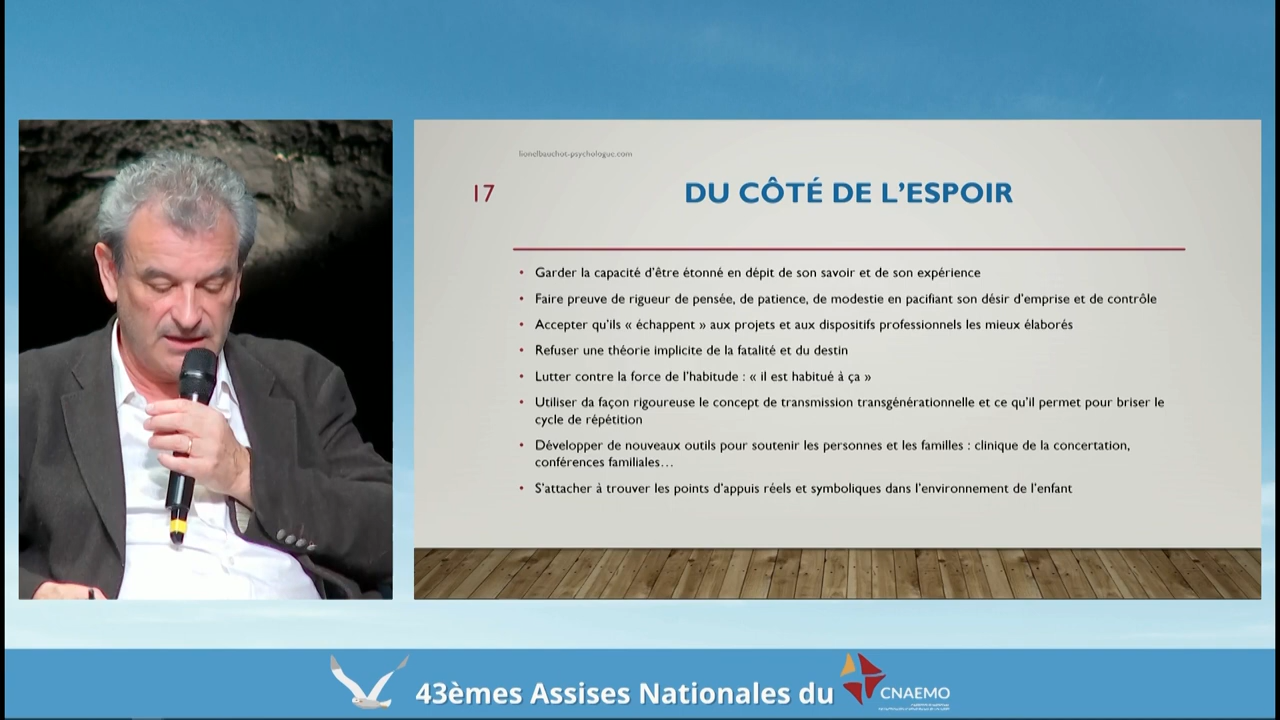 lionelbauchot-psychologue.com
17
DU CÔTÉ DE L'ESPOIR
• Garder la capacité d'être étonné en dépit de son savoir et de son expérience
• Faire preuve de rigueur de pensée, de patience, de modestie en pacifiant son désir d'emprise et de contrôle
• Accepter qu'ils « échappent » aux projets et aux dispositifs professionnels les mieux élaborés
• Refuser une théorie implicite de la fatalité et du destin
• Lutter contre la force de l'habitude : « il est habitué à ça »
• Utiliser da façon rigoureuse le concept de transmission transgénérationnelle et ce qu'il permet pour briser le
cycle de répétition
• Développer de nouveaux outils pour soutenir les personnes et les familles : clinique de la concertation,
conférences familiales…
• S'attacher à trouver les points d'appuis réels et symboliques dans l'environnement de l'enfant
43èmes Assises Nationales du
CNAEMO